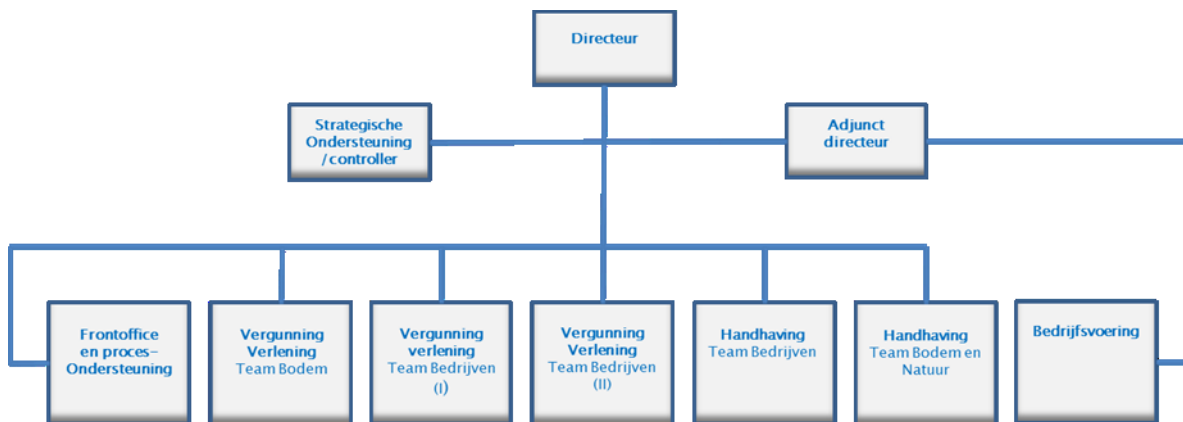 Directeur
Strategische
Ondersteuning
/controller
Adjunct
directeur
Frontoffice
en proces-
Ondersteuning
Vergunning
Verlening
Team Bodem
Vergunning
verlening
Team Bedrijven
(I)
Vergunning
Verlening
Team Bedrijven
(II)
Handhaving
Team Bedrijven
Handhaving
Team Bodem en
Natuur
Bedrijfsvoering